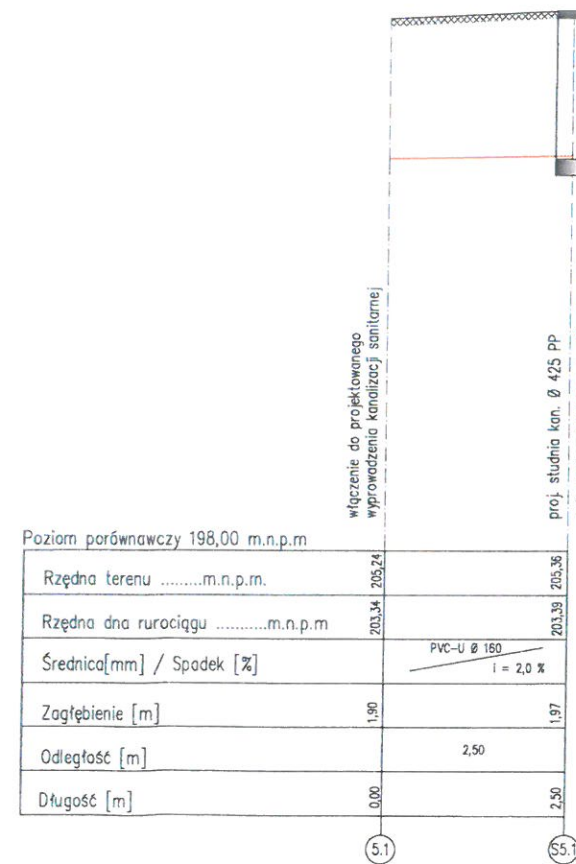 włączenie do projektowanego
wyprowadzenia kanalizacji sanitarnej
proj. studnia kan. Ø 425 PP
Poziom porównawczy 198,00 m.n.p.m
Rzędna terenu .........m.n.p.m. 205,24 205,36
Rzędna dna rurociągu ..........m.n.p.m 203,34 203,39
Średnica[mm] / Spadek [%] PVC-U Ø 160
i = 2,0 %
Zagłębienie [m] 1,90 1,97
Odległość [m] 2,50
Długość [m] 0,00 2,50
5.1 S5.1